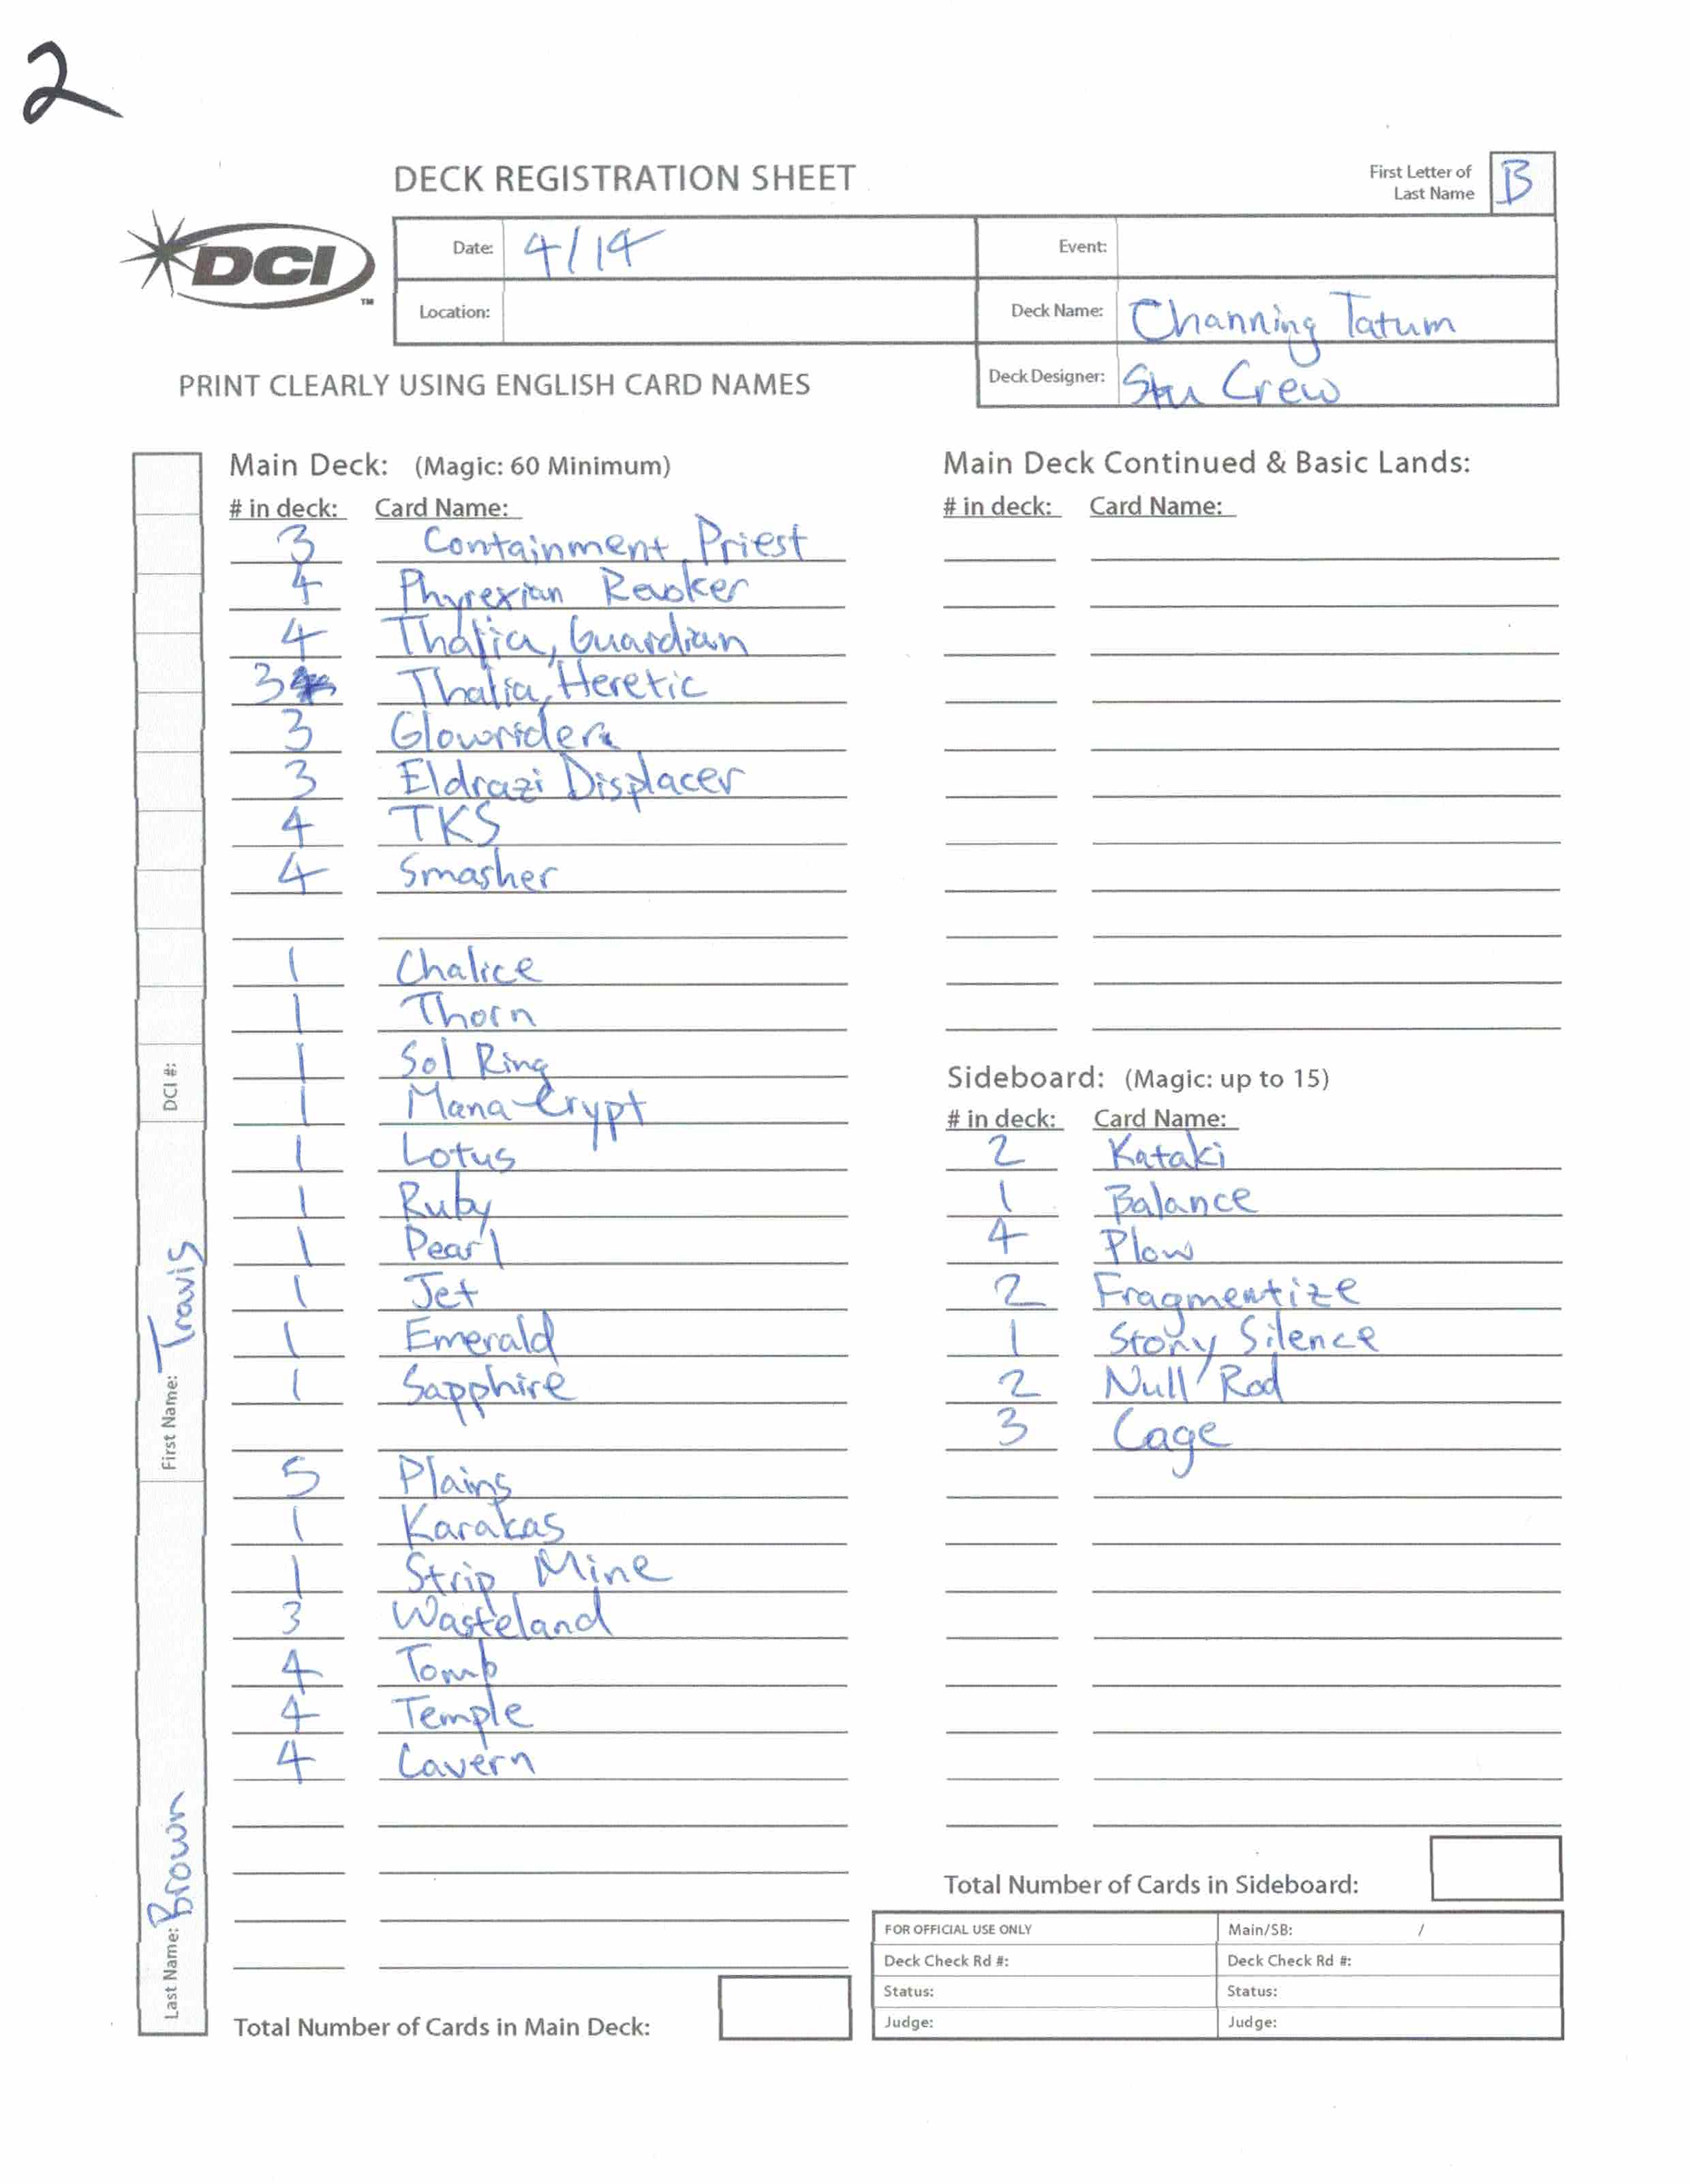 2
DECK REGISTRATION SHEET
First Letter of
Last Name
B
DCI
TM
Date: 4/14
Event:
Location:
Deck Name: Channing Tatum
Deck Designer: Stu Crew
PRINT CLEARLY USING ENGLISH CARD NAMES
Main Deck: (Magic: 60 Minimum)
# in deck: Card Name:
3 Containment Priest
4 Phyrexian Revoker
4 Thalia, Guardian
3 Thalia, Heretic
3 Glowrider
3 Eldrazi Displacer
4 TKS
4 Smasher
1 Chalice
1 Thorn
1 Sol Ring
1 Mana Crypt
1 Lotus
1 Ruby
1 Pearl
1 Jet
1 Emerald
1 Sapphire
5 Plains
1 Karakas
1 Strip Mine
3 Wasteland
4 Tomb
4 Temple
4 Cavern
Total Number of Cards in Main Deck:
Main Deck Continued & Basic Lands:
# in deck: Card Name:
Sideboard: (Magic: up to 15)
# in deck: Card Name:
2 Kataki
1 Balance
4 Plow
2 Fragmentize
1 Stony Silence
2 Null Rod
3 Cage
Total Number of Cards in Sideboard:
FOR OFFICIAL USE ONLY
Main/SB: /
Deck Check Rd #:
Deck Check Rd #:
Status:
Status:
Judge:
Judge:
DCI #:
First Name: Travis
Last Name: Brown